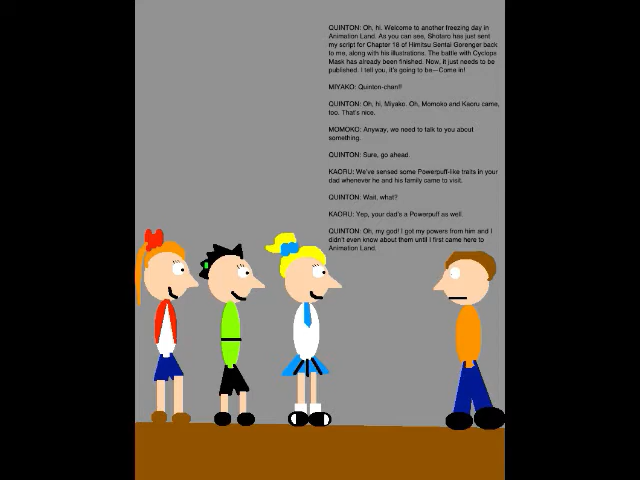 QUINTON: Oh, hi, Welcome to another freezing day in
Animation Land. As you can see, Shotaro has just sent
my script for Chapter 18 of Himitsu Sentai Gorenger back
to me, along with his illustrations. The battle with Cyclops
Mask has already been finished. Now, it just needs to be
published. I tell you, it's going to be—Come in!
MIYAKO: Quinton-chan!!
QUINTON: Oh, hi, Miyako. Oh, Momoko and Kaoru came,
too. That's nice.
MOMOKO: Anyway, we need to talk to you about
something.
QUINTON: Sure, go ahead.
KAORU: We've sensed some Powerpuff-like traits in your
dad whenever he and his family came to visit.
QUINTON: Wait, what?
KAORU: Yep, your dad's a Powerpuff as well.
QUINTON: Oh, my god! I got my powers from him and I
didn't even know about them until I first came here to
Animation Land.